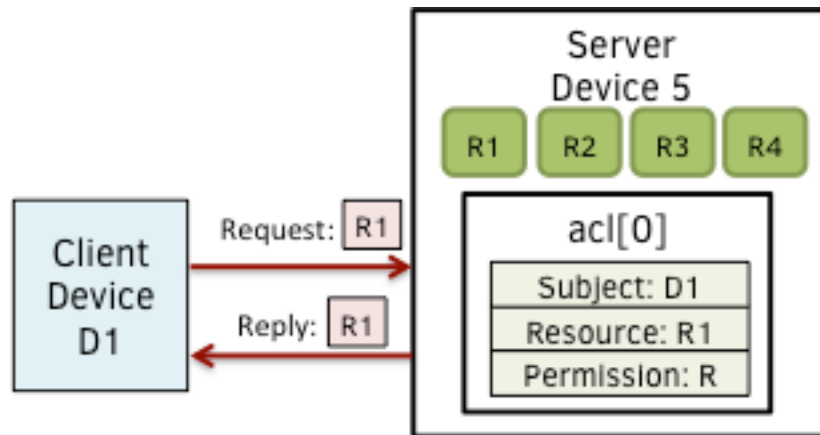 Server
Device 5
R1 R2 R3 R4
Client
Device
D1
Request: R1
Reply: R1
acl[0]
Subject: D1
Resource: R1
Permission: R